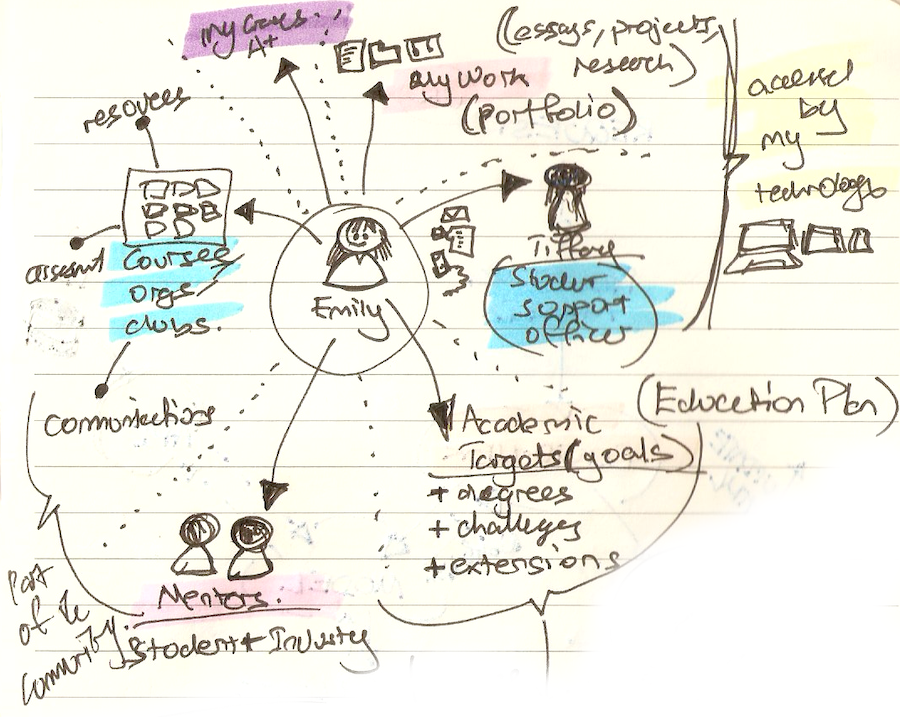 my Grades.
A+
(essays, projects,
research)
My Work
(portfolio)
accessed
by
my
technology
resources
assessment
Courses
orgs
clubs.
Communications
Emily
Tiffany
Student
support
officer
(Education Plan)
Academic
Targets (goals)
+ degrees
+ challenges
+ extensions
Mentors.
Student + Industry
Part
of the
Community.